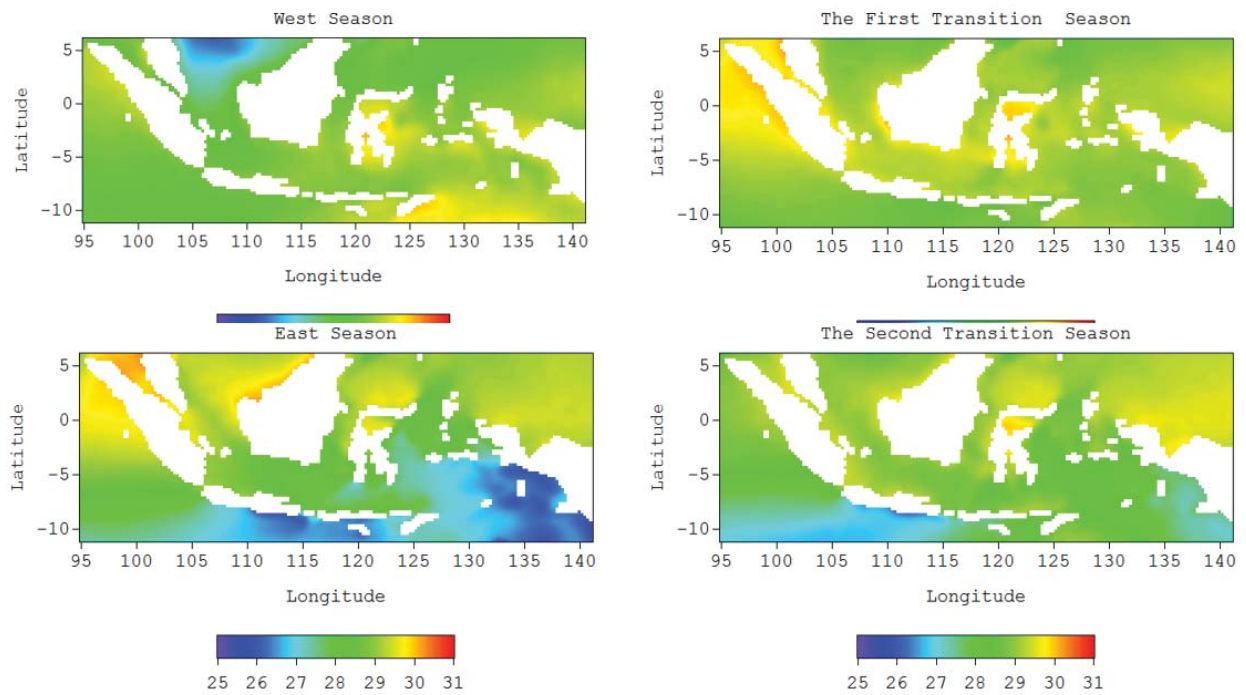 West Season
5
0
−5
−10
Latitude
95 100 105 110 115 120 125 130 135 140
Longitude
The First Transition Season
5
0
−5
−10
Latitude
95 100 105 110 115 120 125 130 135 140
Longitude
East Season
5
0
−5
−10
Latitude
95 100 105 110 115 120 125 130 135 140
Longitude
25 26 27 28 29 30 31
The Second Transition Season
5
0
−5
−10
Latitude
95 100 105 110 115 120 125 130 135 140
Longitude
25 26 27 28 29 30 31